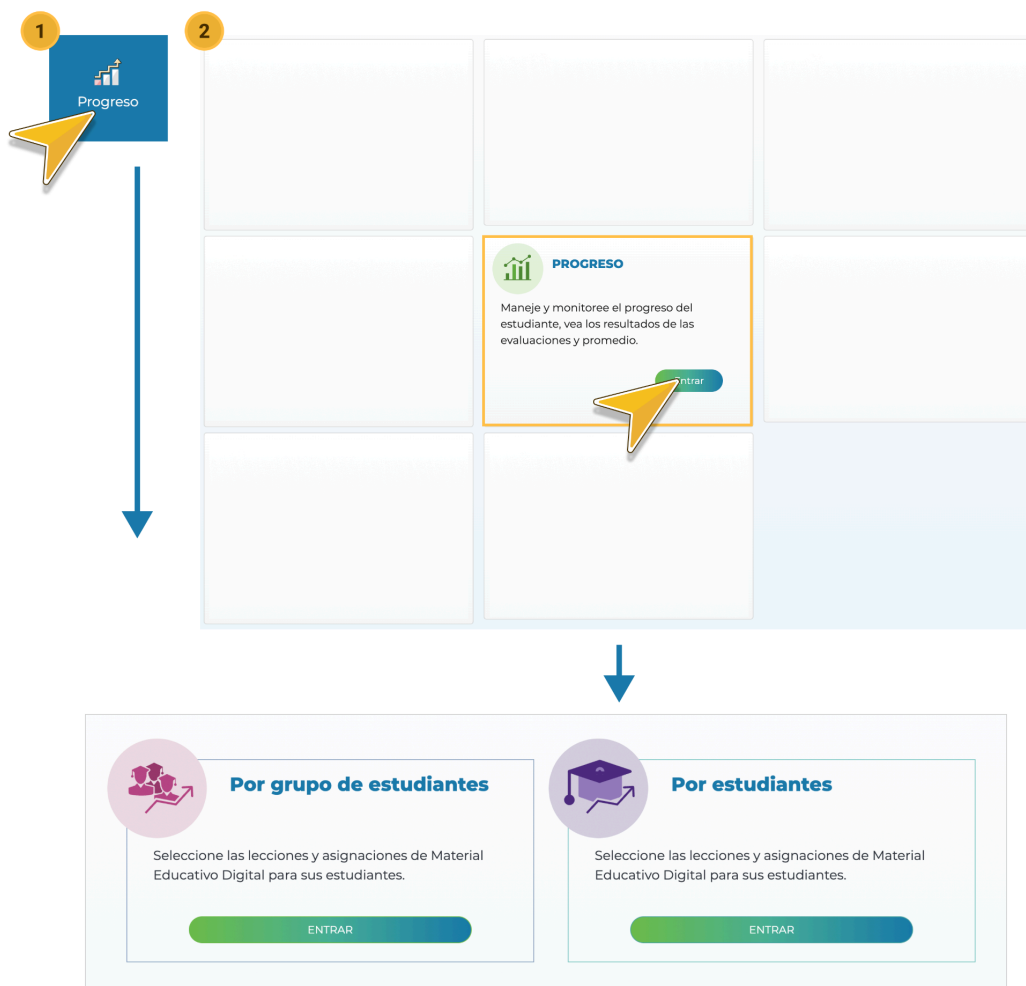 1
2
Progreso
PROGRESO
Maneje y monitoree el progreso del
estudiante, vea los resultados de las
evaluaciones y promedio.
Entrar
Por grupo de estudiantes
Seleccione las lecciones y asignaciones de Material
Educativo Digital para sus estudiantes.
ENTRAR
Por estudiantes
Seleccione las lecciones y asignaciones de Material
Educativo Digital para sus estudiantes.
ENTRAR